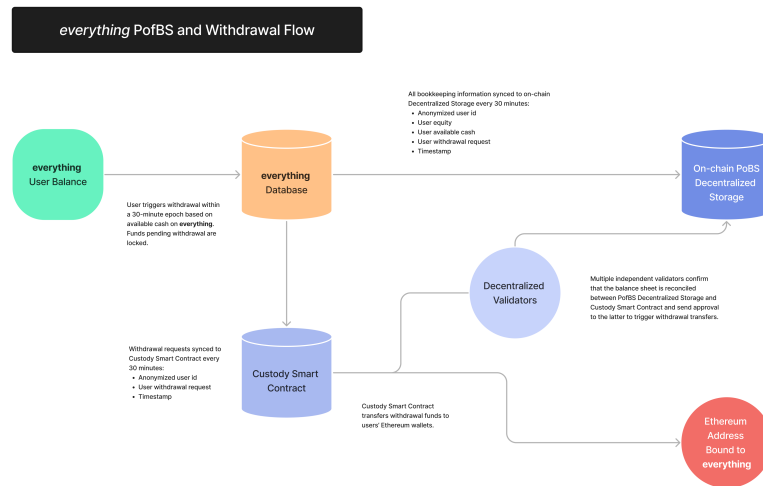 everything PofBS and Withdrawal Flow
All bookkeeping information synced to on-chain
Decentralized Storage every 30 minutes:
• Anonymized user id
• User equity
• User available cash
• User withdrawal request
• Timestamp
everything
User Balance
everything
Database
On-chain PoBS
Decentralized
Storage
User triggers withdrawal within
a 30-minute epoch based on
available cash on everything.
Funds pending withdrawal are
locked.
Decentralized
Validators
Multiple independent validators confirm
that the balance sheet is reconciled
between PofBS Decentralized Storage and
Custody Smart Contract and send approval
to the latter to trigger withdrawal transfers.
Withdrawal requests synced to
Custody Smart Contract every
30 minutes:
• Anonymized user id
• User withdrawal request
• Timestamp
Custody Smart
Contract
Custody Smart Contract
transfers withdrawal funds to
users' Ethereum wallets.
Ethereum
Address
Bound to
everything